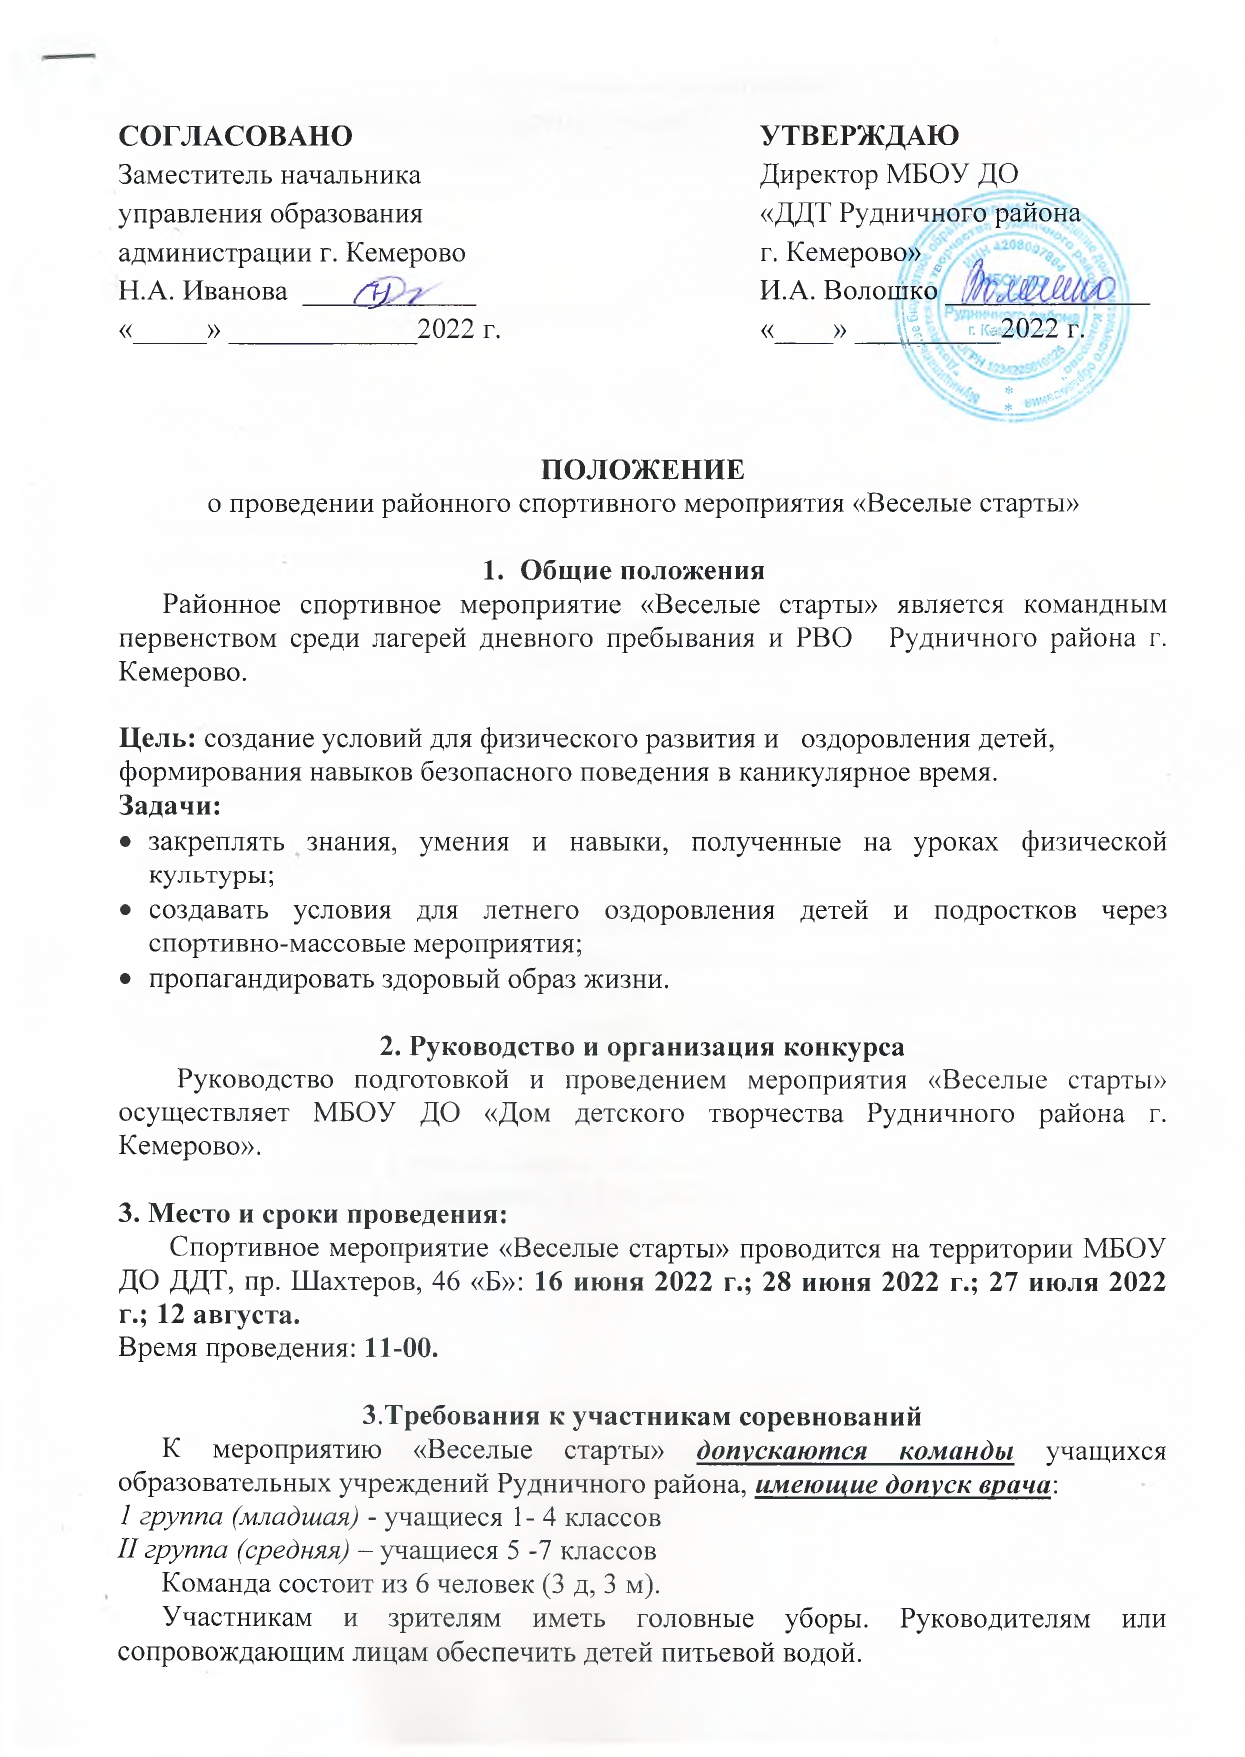 СОГЛАСОВАНО
Заместитель начальника
управления образования
администрации г. Кемерово
Н.А. Иванова ____________
«_____» _____________2022 г.
УТВЕРЖДАЮ
Директор МБОУ ДО
«ДДТ Рудничного района
г. Кемерово»
И.А. Волошко ______________
«____» __________2022 г.
ПОЛОЖЕНИЕ
о проведении районного спортивного мероприятия «Веселые старты»
1. Общие положения
Районное спортивное мероприятие «Веселые старты» является командным
первенством среди лагерей дневного пребывания и РВО Рудничного района г.
Кемерово.
Цель: создание условий для физического развития и оздоровления детей,
формирования навыков безопасного поведения в каникулярное время.
Задачи:
• закреплять знания, умения и навыки, полученные на уроках физической
культуры;
• создавать условия для летнего оздоровления детей и подростков через
спортивно-массовые мероприятия;
• пропагандировать здоровый образ жизни.
2. Руководство и организация конкурса
Руководство подготовкой и проведением мероприятия «Веселые старты»
осуществляет МБОУ ДО «Дом детского творчества Рудничного района г.
Кемерово».
3. Место и сроки проведения:
Спортивное мероприятие «Веселые старты» проводится на территории МБОУ
ДО ДДТ, пр. Шахтеров, 46 «Б»: 16 июня 2022 г.; 28 июня 2022 г.; 27 июля 2022
г.; 12 августа.
Время проведения: 11-00.
3.Требования к участникам соревнований
К мероприятию «Веселые старты» допускаются команды учащихся
образовательных учреждений Рудничного района, имеющие допуск врача:
I группа (младшая) - учащиеся 1- 4 классов
II группа (средняя) – учащиеся 5 -7 классов
Команда состоит из 6 человек (3 д, 3 м).
Участникам и зрителям иметь головные уборы. Руководителям или
сопровождающим лицам обеспечить детей питьевой водой.